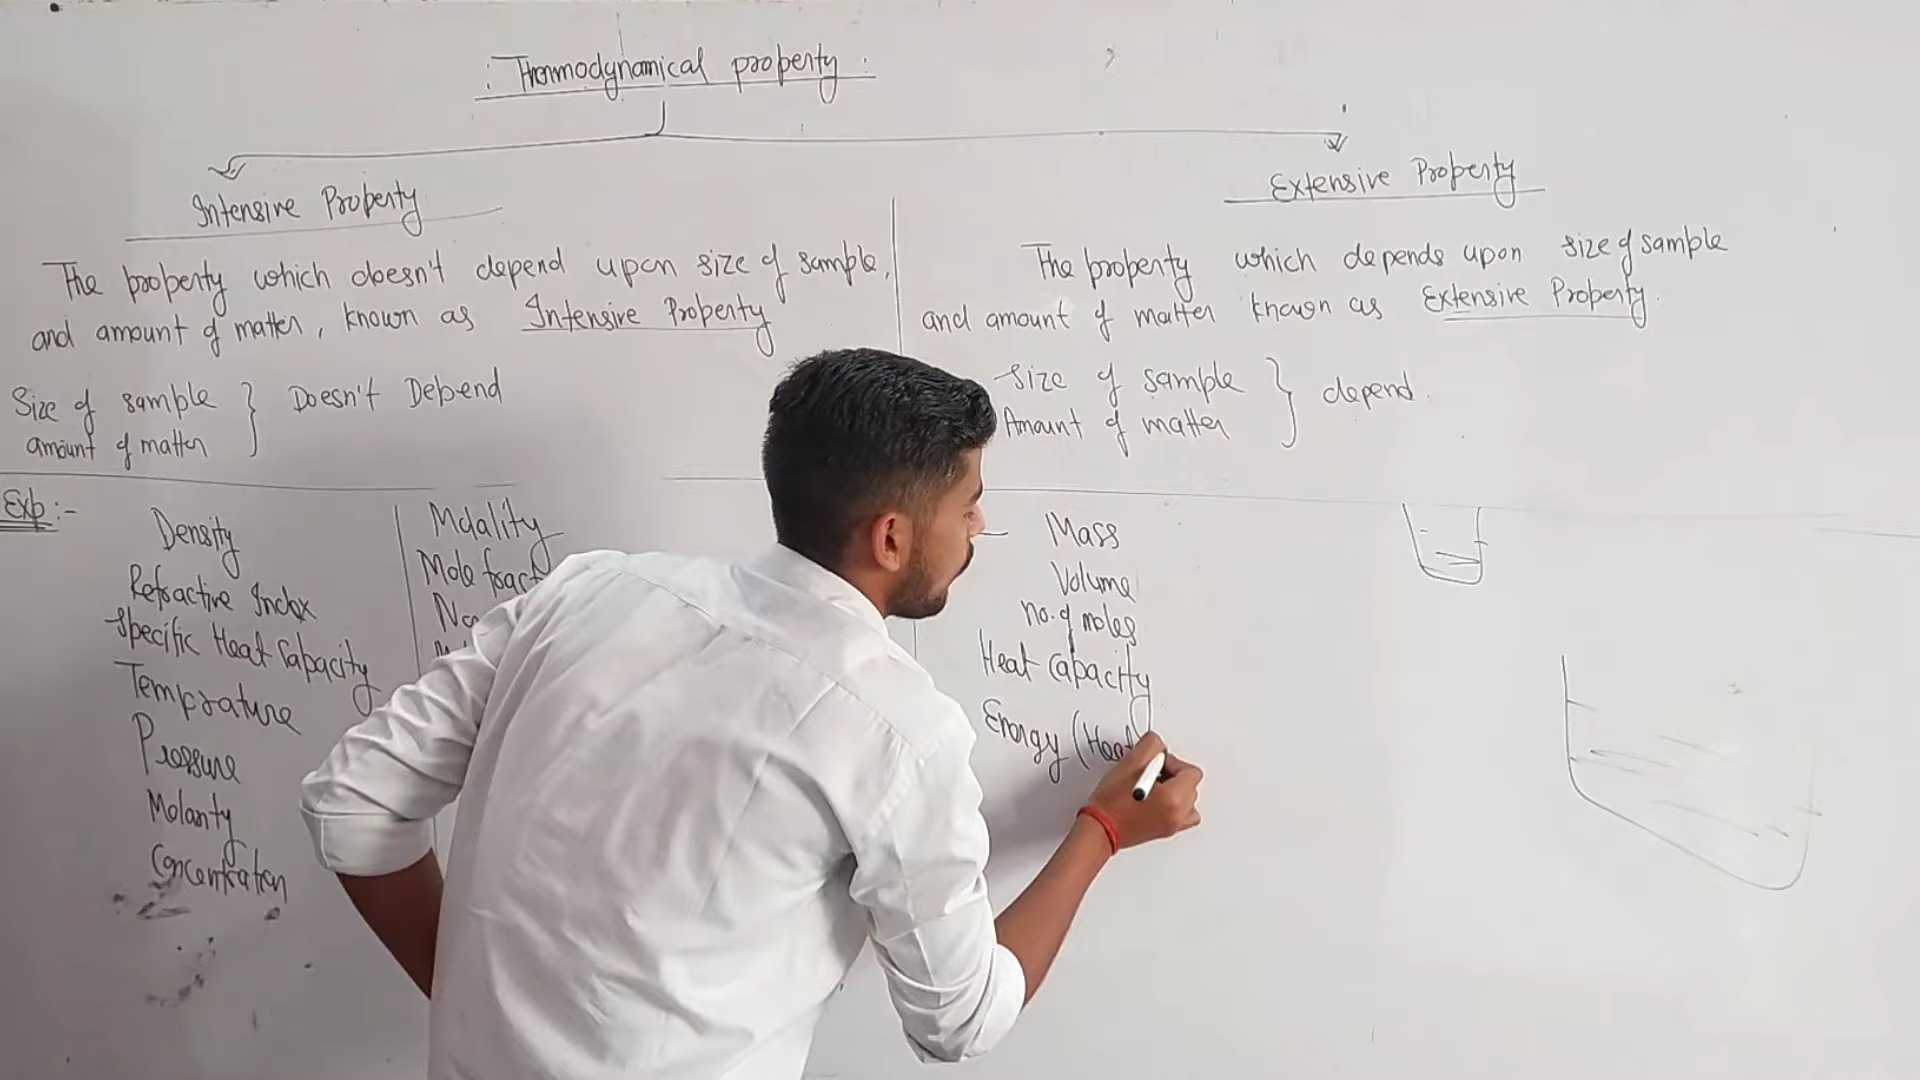 : Thermodynamical property :
Intensive Property
The property which doesn't depend upon size of sample,
and amount of matter, known as Intensive Property
Size of sample } Doesn't Depend
amount of matter
Extensive Property
The property which depends upon size of sample
and amount of matter known as Extensive Property.
Size of sample } depend.
Amount of matter
Exp :-
Density
Refractive Index
Specific Heat Capacity
Temprature
Pressure
Molarity
Concentration
Molality
Mole fract
No
Mass
Volume
no. of moles
Heat capacity
Energy (Heat